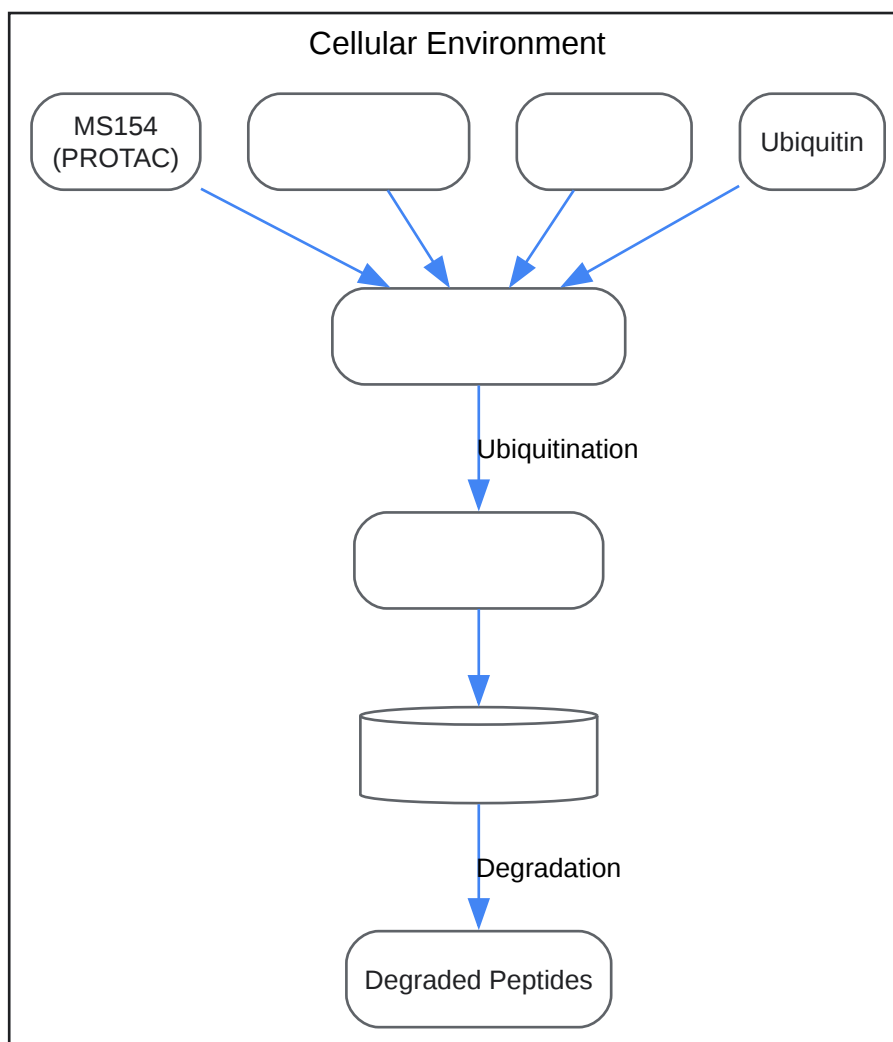 Cellular Environment
MS154
(PROTAC)
Ubiquitin
Ubiquitination
Degradation
Degraded Peptides